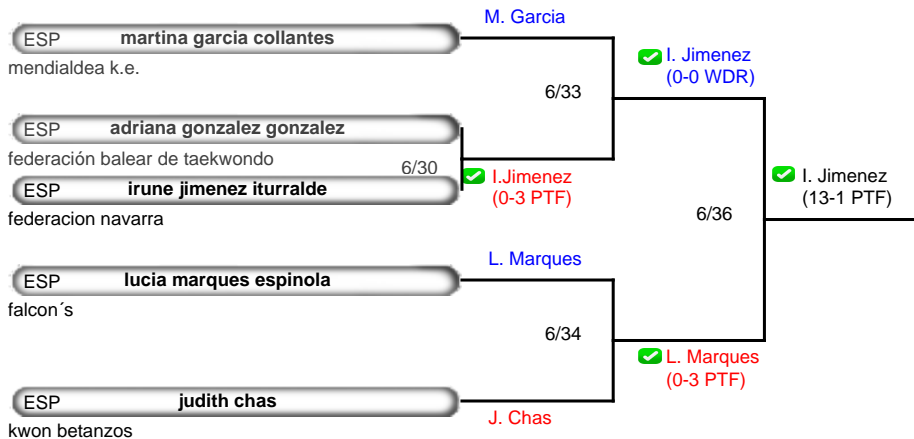 M. Garcia
ESP martina garcia collantes
mendialdea k.e.
I. Jimenez
(0-0 WDR)
6/33
ESP adriana gonzalez gonzalez
federación balear de taekwondo
6/30
I.Jimenez
(0-3 PTF)
ESP irune jimenez iturralde
federacion navarra
I. Jimenez
(13-1 PTF)
6/36
L. Marques
ESP lucia marques espinola
falcon´s
6/34
L. Marques
(0-3 PTF)
ESP judith chas
J. Chas
kwon betanzos